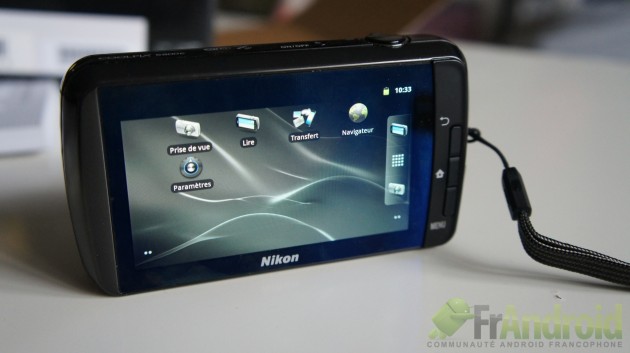 10:33
Prise de vue
Lire
Transfert
Navigateur
Paramètres
MENU
Nikon
FrAndroid
COMMUNAUTÉ ANDROID FRANCOPHONE